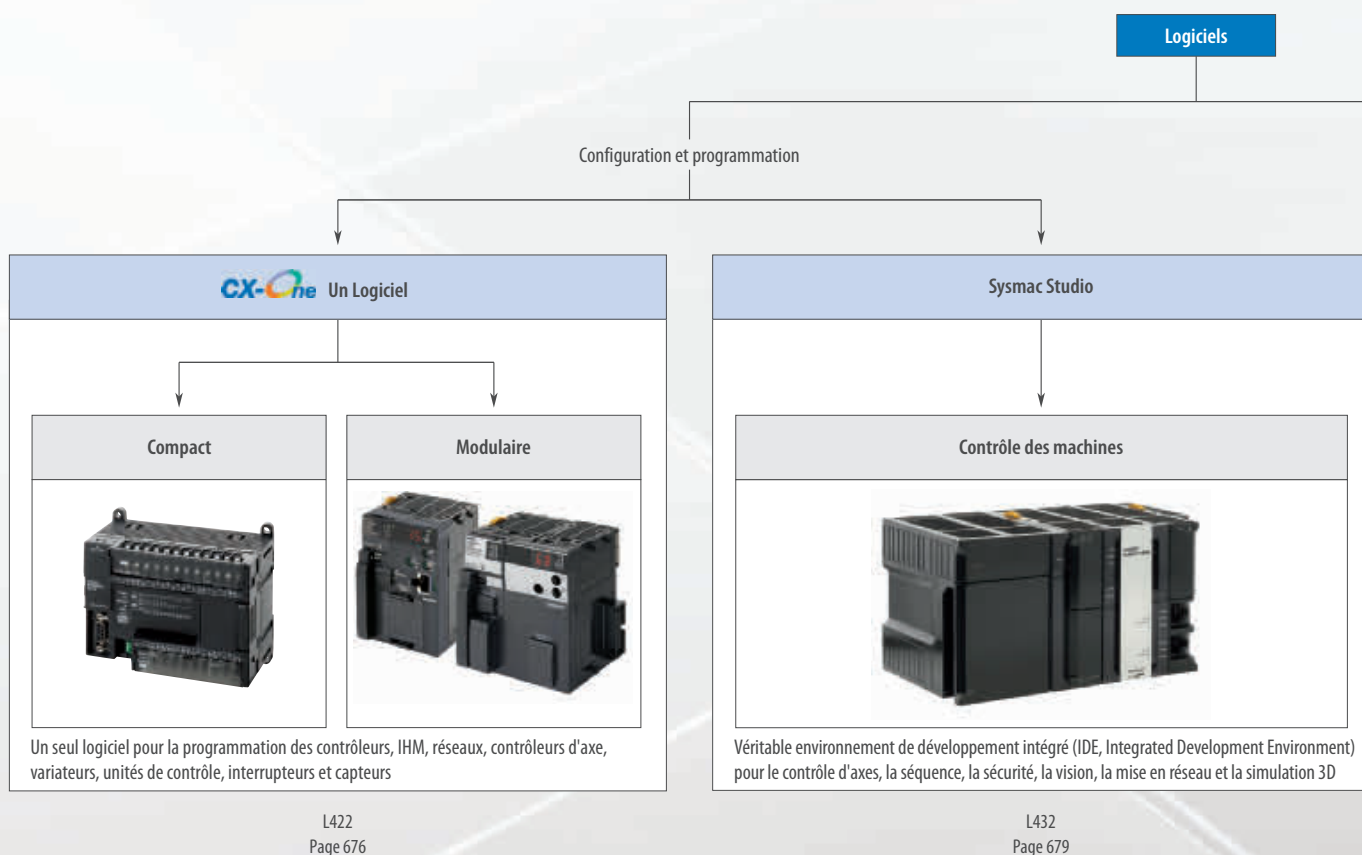 Logiciels
Configuration et programmation
CX-One Un Logiciel
Compact
Modulaire
Un seul logiciel pour la programmation des contrôleurs, IHM, réseaux, contrôleurs d'axe,
variateurs, unités de contrôle, interrupteurs et capteurs
L422
Page 676
Sysmac Studio
Contrôle des machines
Véritable environnement de développement intégré (IDE, Integrated Development Environment)
pour le contrôle d'axes, la séquence, la sécurité, la vision, la mise en réseau et la simulation 3D
L432
Page 679